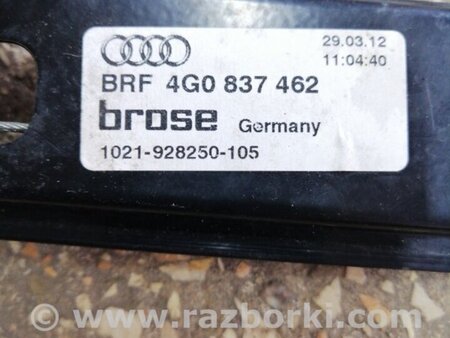 29.03.12
11:04:40
BRF 4G0 837 462
brose Germany
1021-928250-105
www.razborki.com